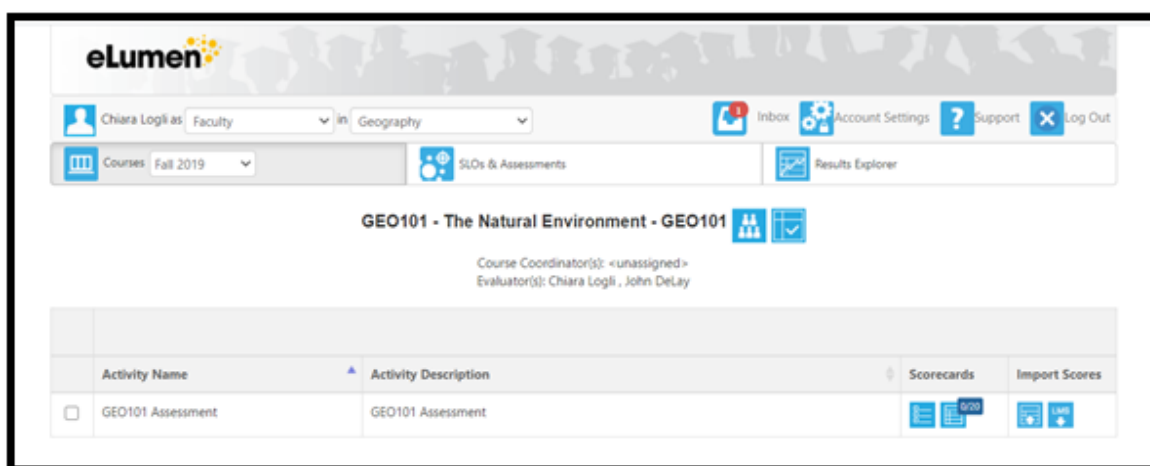 eLumen
Chiara Logli as Faculty in Geography 1 Inbox Account Settings ? Support Log Out
Courses Fall 2019 SLOs & Assessments Results Explorer
GEO101 - The Natural Environment - GEO101
Course Coordinator(s): <unassigned>
Evaluator(s): Chiara Logli , John DeLay
Activity Name Activity Description Scorecards Import Scores
GEO101 Assessment GEO101 Assessment 0/20 LMS